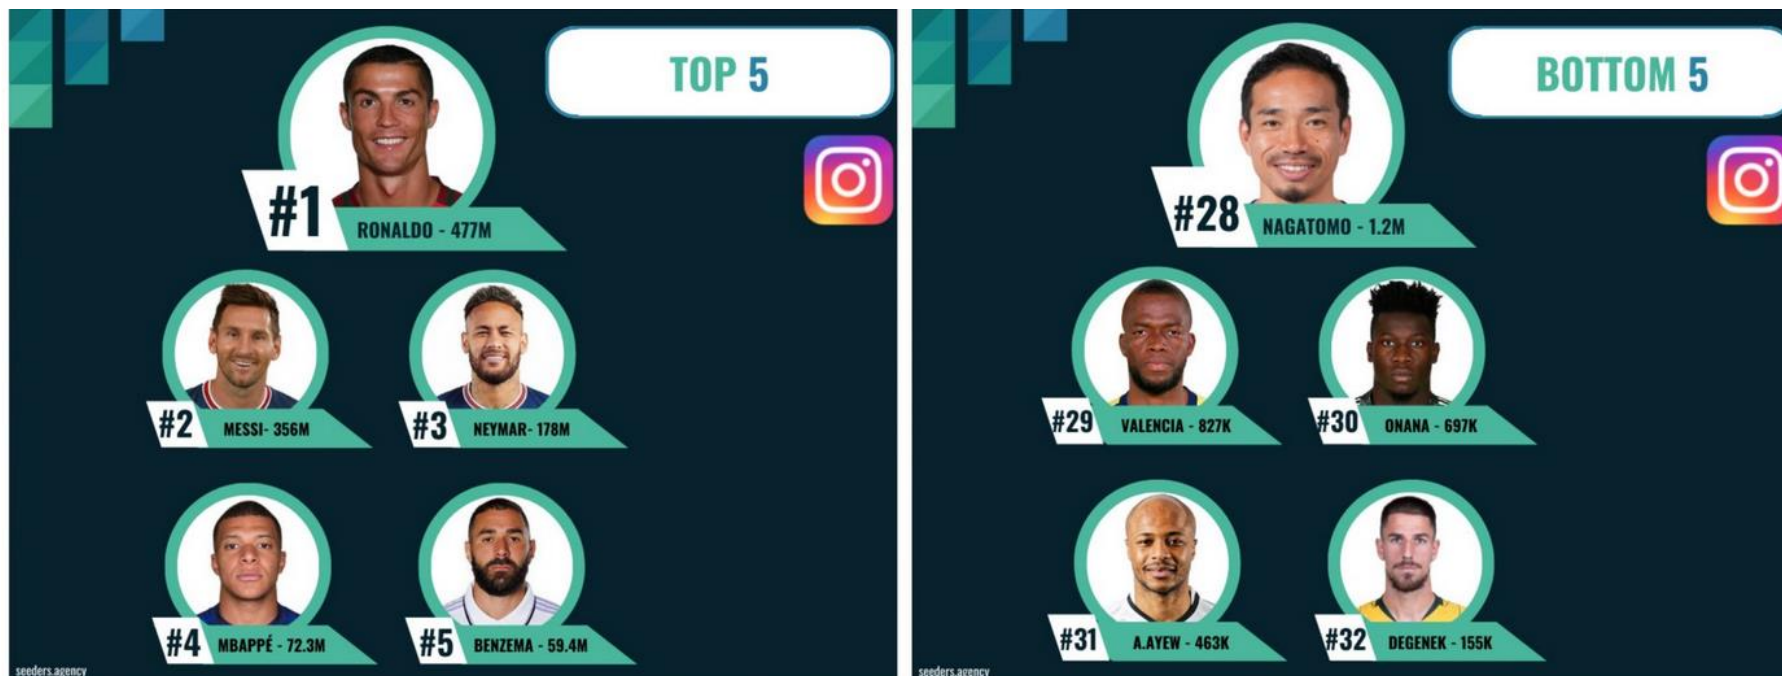 TOP 5
#1
RONALDO - 477M
#2
MESSI- 356M
#3
NEYMAR- 178M
#4
MBAPPÉ - 72.3M
#5
BENZEMA - 59.4M
seeders.agency
BOTTOM 5
#28
NAGATOMO - 1.2M
#29
VALENCIA - 827K
#30
ONANA - 697K
#31
A.AYEW - 463K
#32
DEGENEK - 155K
seeders.agency